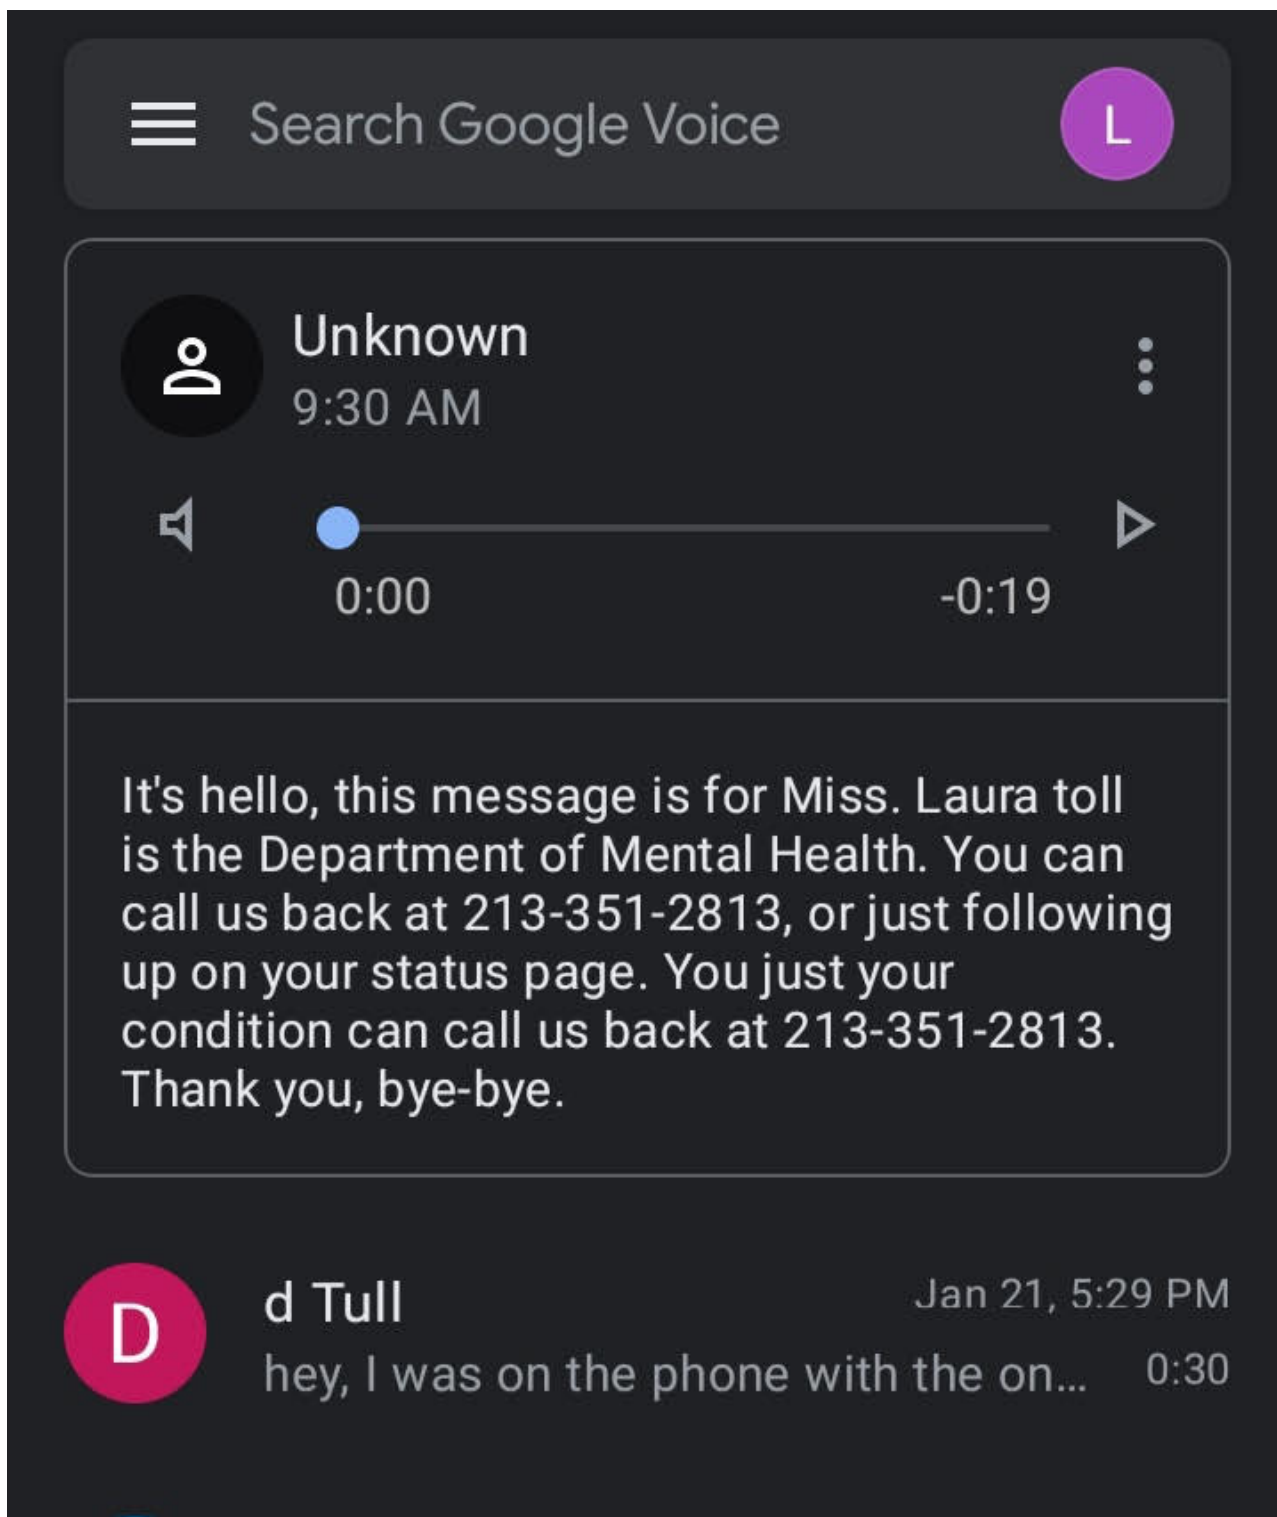 Search Google Voice
L
Unknown
9:30 AM
0:00
-0:19
It's hello, this message is for Miss. Laura toll
is the Department of Mental Health. You can
call us back at 213-351-2813, or just following
up on your status page. You just your
condition can call us back at 213-351-2813.
Thank you, bye-bye.
D
d Tull
Jan 21, 5:29 PM
hey, I was on the phone with the on...
0:30